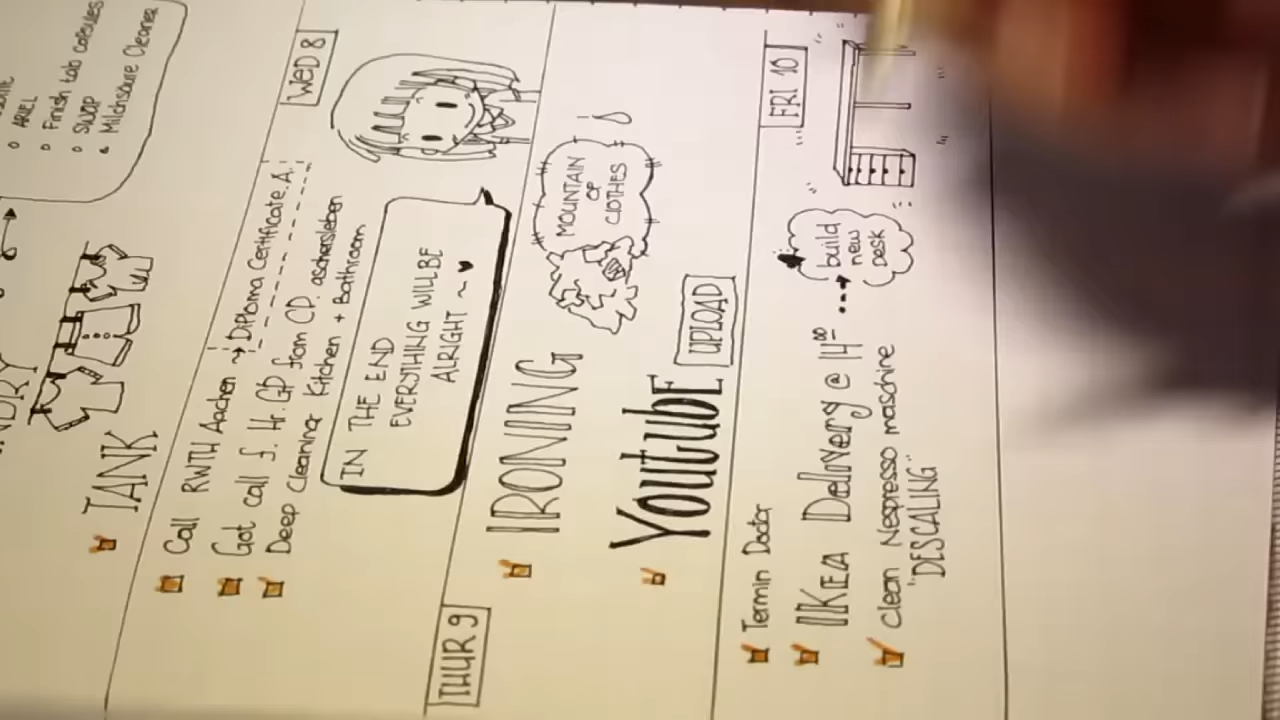 ARIEL
Finish tab capsules
SWAP
Milchsäure Cleaner
TANK
WED 8
Call RWTH Aachen → Diploma Certificate A.
Got call f. Hr. GP from CP. aschersleben
Deep Cleaning Kitchen + Bathroom
IN THE END
EVERYTHING WILL BE
ALRIGHT ~ ♥
THUR 9
IRONING
MOUNTAIN
OF
CLOTHES
YoutubE
UPLOAD
FRI 10
Termin Doctor
IKEA Delivery @ 14⁰⁰
build
new
DESK
Clean Nespresso maschine
"DESCALING"